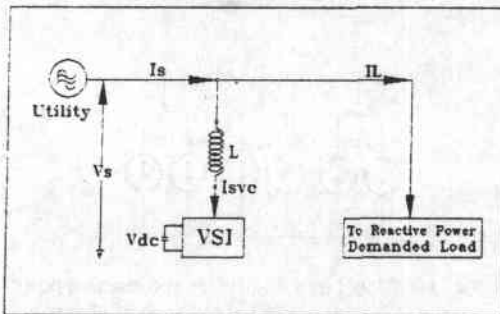 Is
IL
Utility
L
Vs
Isvc
Vdc
VSI
To Reactive Power
Demanded Load